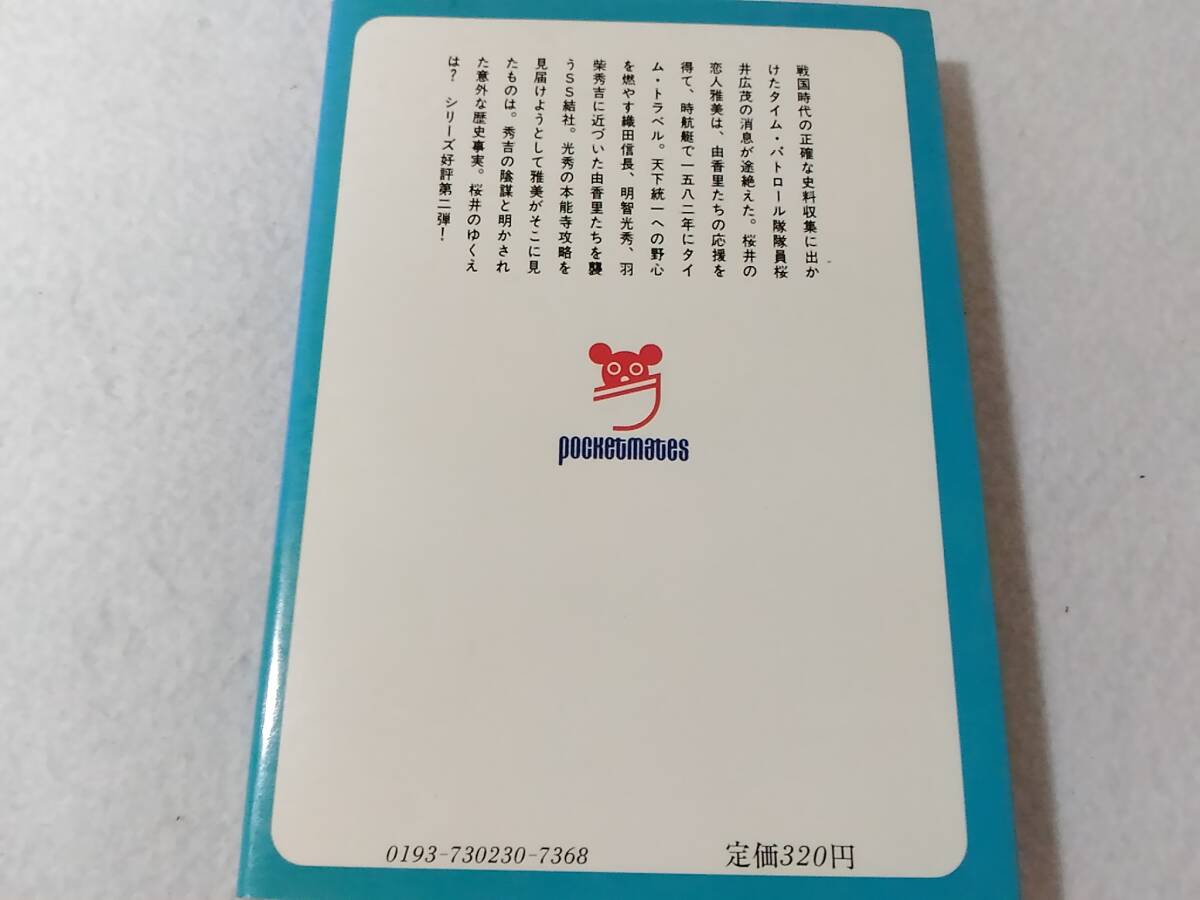 戦国時代の正確な史料収集に出か
けたタイム・パトロール隊隊員桜
井広茂の消息が途絶えた。桜井の
恋人雅美は、由香里たちの応援を
得て、時航艇で一五八二年にタイ
ム・トラベル。天下統一への野心
を燃やす織田信長、明智光秀、羽
柴秀吉に近づいた由香里たちを襲
うＳＳ結社。光秀の本能寺攻略を
見届けようとして雅美がそこに見
たものは。秀吉の陰謀と明かされ
た意外な歴史事実。桜井のゆくえ
は？　シリーズ好評第二弾！
pocketmates
0193-730230-7368
定価320円